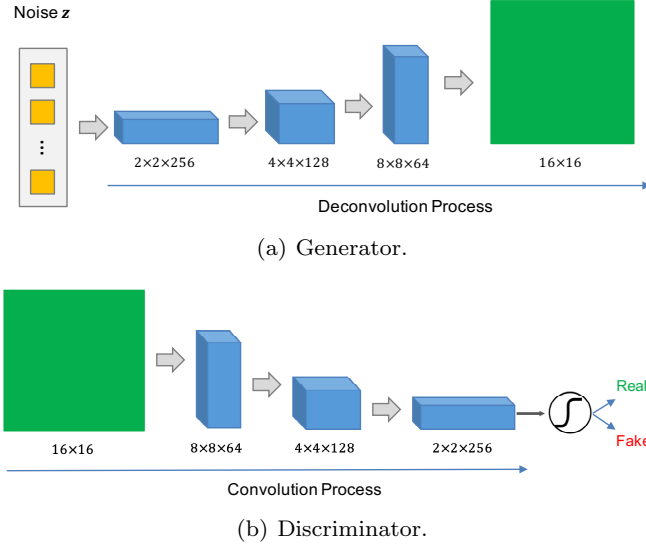 Noise z
...
2×2×256
4×4×128
8×8×64
16×16
Deconvolution Process
(a) Generator.
Real
Fake
16×16
8×8×64
4×4×128
2×2×256
Convolution Process
(b) Discriminator.